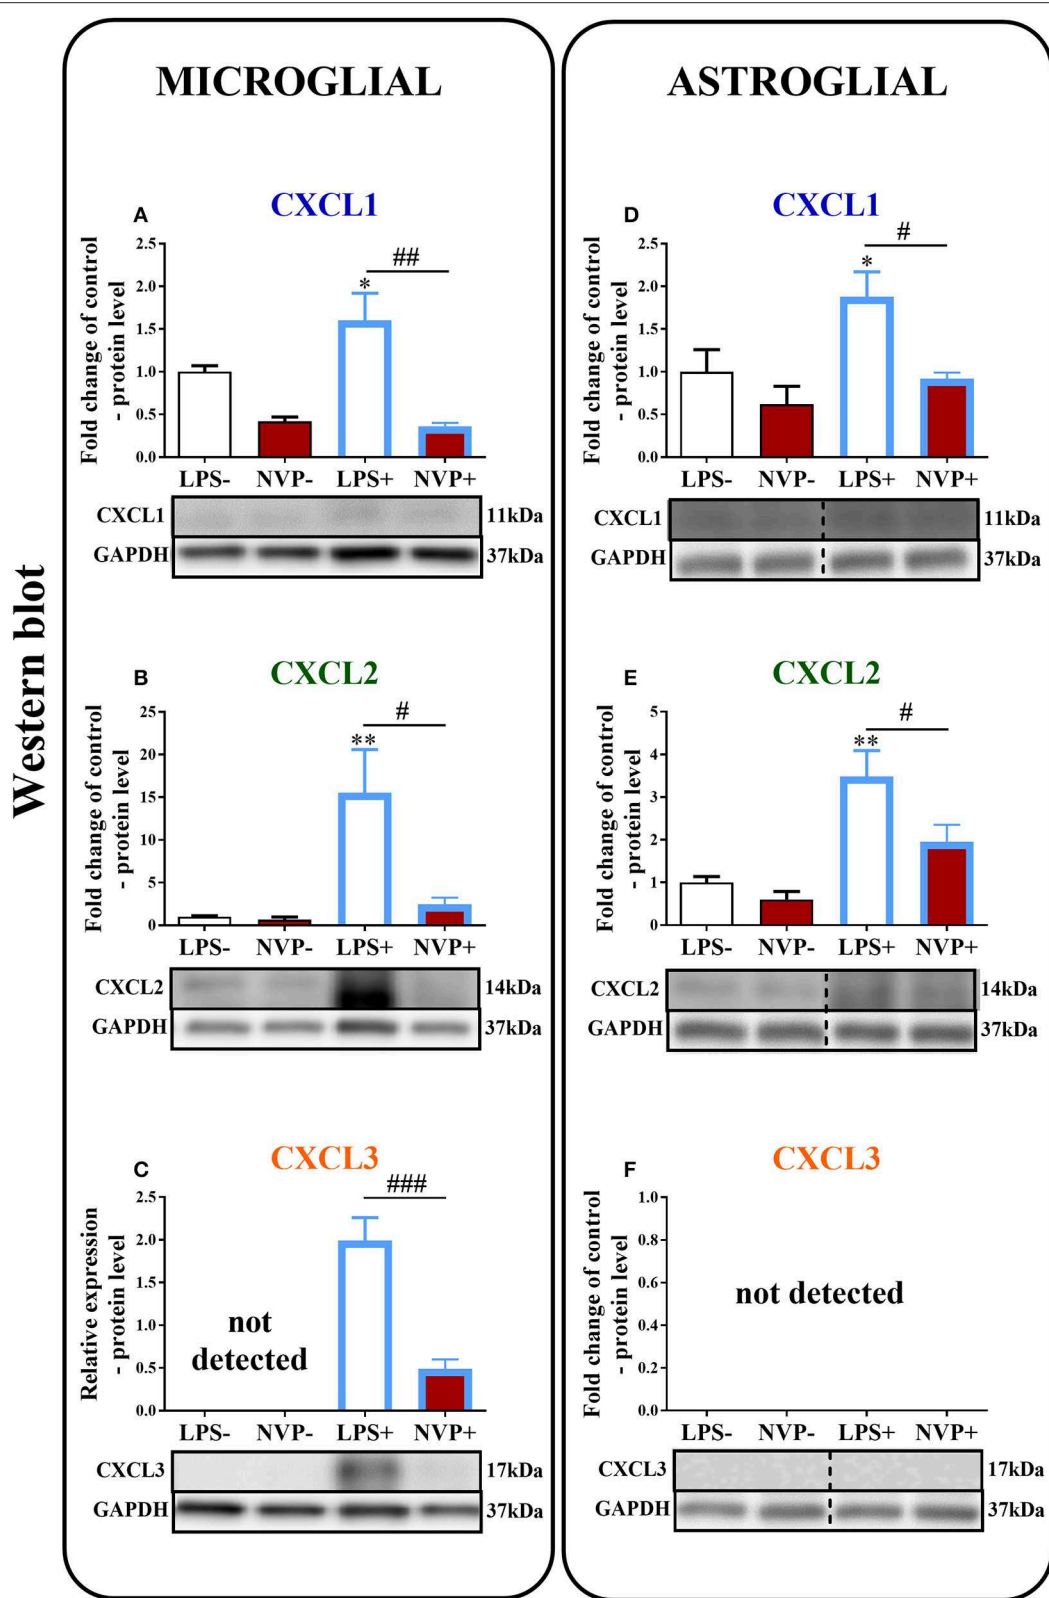 Western blot
MICROGLIAL
A
CXCL1
Fold change of control
- protein level
2.5
2.0
1.5
1.0
0.5
0.0
*
##
LPS- NVP- LPS+ NVP+
CXCL1 11kDa
GAPDH 37kDa
B
CXCL2
Fold change of control
- protein level
25
20
15
10
5
0
**
#
LPS- NVP- LPS+ NVP+
CXCL2 14kDa
GAPDH 37kDa
C
CXCL3
Relative expression
- protein level
2.5
2.0
1.5
1.0
0.5
0.0
###
not
detected
LPS- NVP- LPS+ NVP+
CXCL3 17kDa
GAPDH 37kDa
ASTROGLIAL
D
CXCL1
Fold change of control
- protein level
2.5
2.0
1.5
1.0
0.5
0.0
*
#
LPS- NVP- LPS+ NVP+
CXCL1 11kDa
GAPDH 37kDa
E
CXCL2
Fold change of control
- protein level
5
4
3
2
1
0
**
#
LPS- NVP- LPS+ NVP+
CXCL2 14kDa
GAPDH 37kDa
F
CXCL3
Fold change of control
- protein level
1.0
0.8
0.6
0.4
0.2
0.0
not detected
LPS- NVP- LPS+ NVP+
CXCL3 17kDa
GAPDH 37kDa